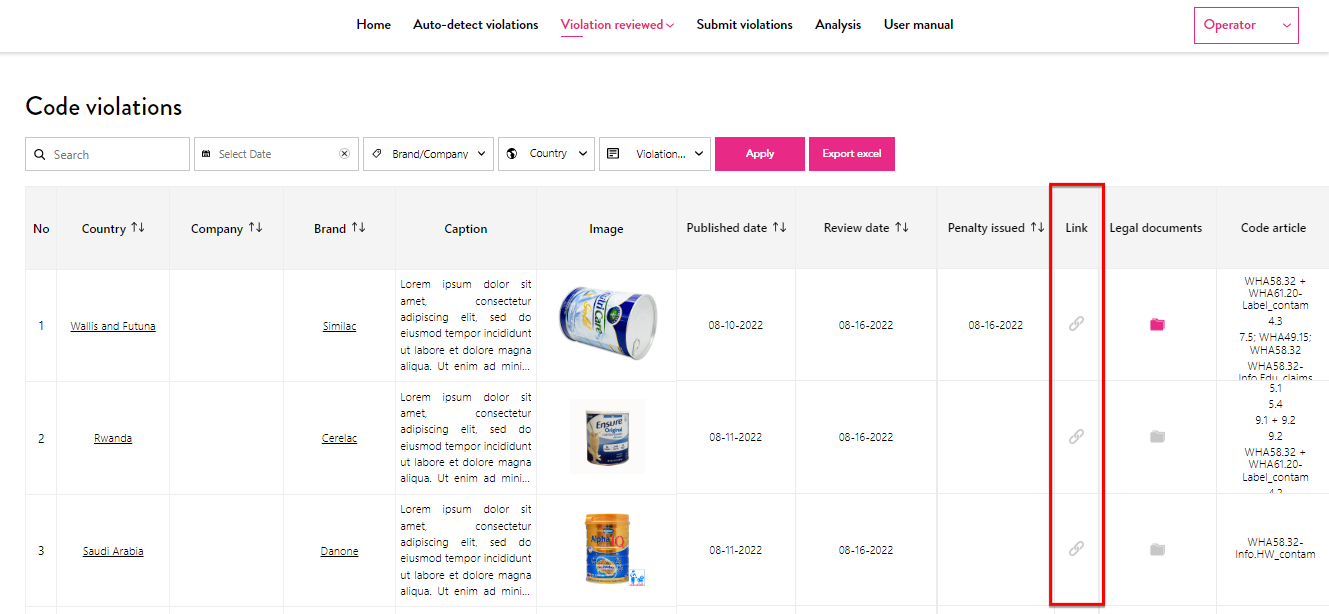 Home Auto-detect violations Violation reviewed Submit violations Analysis User manual Operator
Code violations
Search Select Date Brand/Company Country Violation... Apply Export excel
No Country Company Brand Caption Image Published date Review date Penalty issued Link Legal documents Code article
1 Wallis and Futuna Similac
Lorem ipsum dolor sit
amet, consectetur
adipiscing elit, sed do
eiusmod tempor incididunt
ut labore et dolore magna
aliqua. Ut enim ad mini...
08-10-2022 08-16-2022 08-16-2022
WHA58.32 +
WHA61.20-
Label_contam
4.3
7.5; WHA49.15;
WHA58.32
WHA58.32-
Info.Edu_claims
2 Rwanda Cerelac
Lorem ipsum dolor sit
amet, consectetur
adipiscing elit, sed do
eiusmod tempor incididunt
ut labore et dolore magna
aliqua. Ut enim ad mini...
Ensure
Original
08-11-2022 08-16-2022
5.1
5.4
9.1 + 9.2
9.2
WHA58.32 +
WHA61.20-
Label_contam
3 Saudi Arabia Danone
Lorem ipsum dolor sit
amet, consectetur
adipiscing elit, sed do
eiusmod tempor incididunt
ut labore et dolore magna
aliqua. Ut enim ad mini...
Alpha IQ
08-11-2022 08-16-2022
WHA58.32-
Info.HW_contam